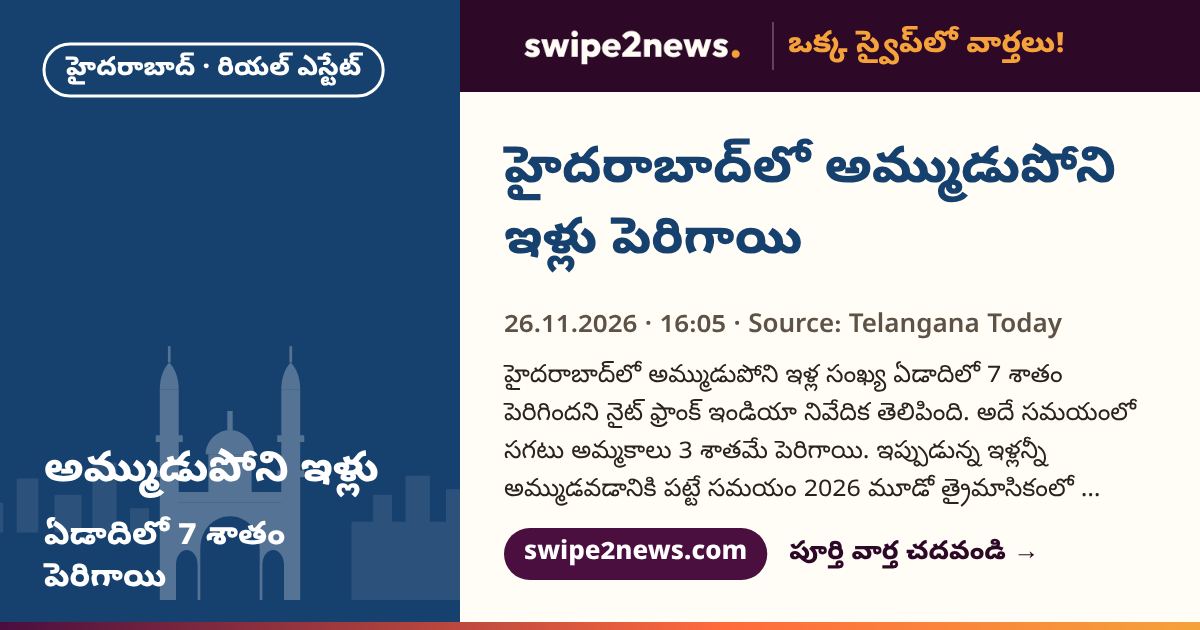 హైదరాబాద్ · రియల్ ఎస్టేట్
అమ్ముడుపోని ఇళ్లు
ఏడాదిలో 7 శాతం
పెరిగాయి
swipe2news.
ఒక్క స్వైప్‌లో వార్తలు!
హైదరాబాద్‌లో అమ్ముడుపోని
ఇళ్లు పెరిగాయి
26.11.2026 · 16:05 · Source: Telangana Today
హైదరాబాద్‌లో అమ్ముడుపోని ఇళ్ల సంఖ్య ఏడాదిలో 7 శాతం
పెరిగిందని నైట్ ఫ్రాంక్ ఇండియా నివేదిక తెలిపింది. అదే సమయంలో
సగటు అమ్మకాలు 3 శాతమే పెరిగాయి. ఇప్పుడున్న ఇళ్లన్నీ
అమ్ముడవడానికి పట్టే సమయం 2026 మూడో త్రైమాసికంలో ...
swipe2news.com
పూర్తి వార్త చదవండి →